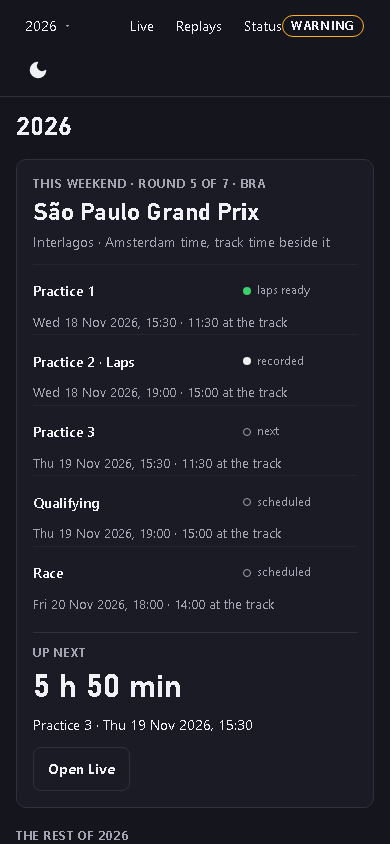 2026 Live Replays Status WARNING
2026
THIS WEEKEND · ROUND 5 OF 7 · BRA
São Paulo Grand Prix
Interlagos · Amsterdam time, track time beside it
Practice 1 laps ready
Wed 18 Nov 2026, 15:30 · 11:30 at the track
Practice 2 · Laps recorded
Wed 18 Nov 2026, 19:00 · 15:00 at the track
Practice 3 next
Thu 19 Nov 2026, 15:30 · 11:30 at the track
Qualifying scheduled
Thu 19 Nov 2026, 19:00 · 15:00 at the track
Race scheduled
Fri 20 Nov 2026, 18:00 · 14:00 at the track
UP NEXT
5 h 50 min
Practice 3 · Thu 19 Nov 2026, 15:30
Open Live
THE REST OF 2026